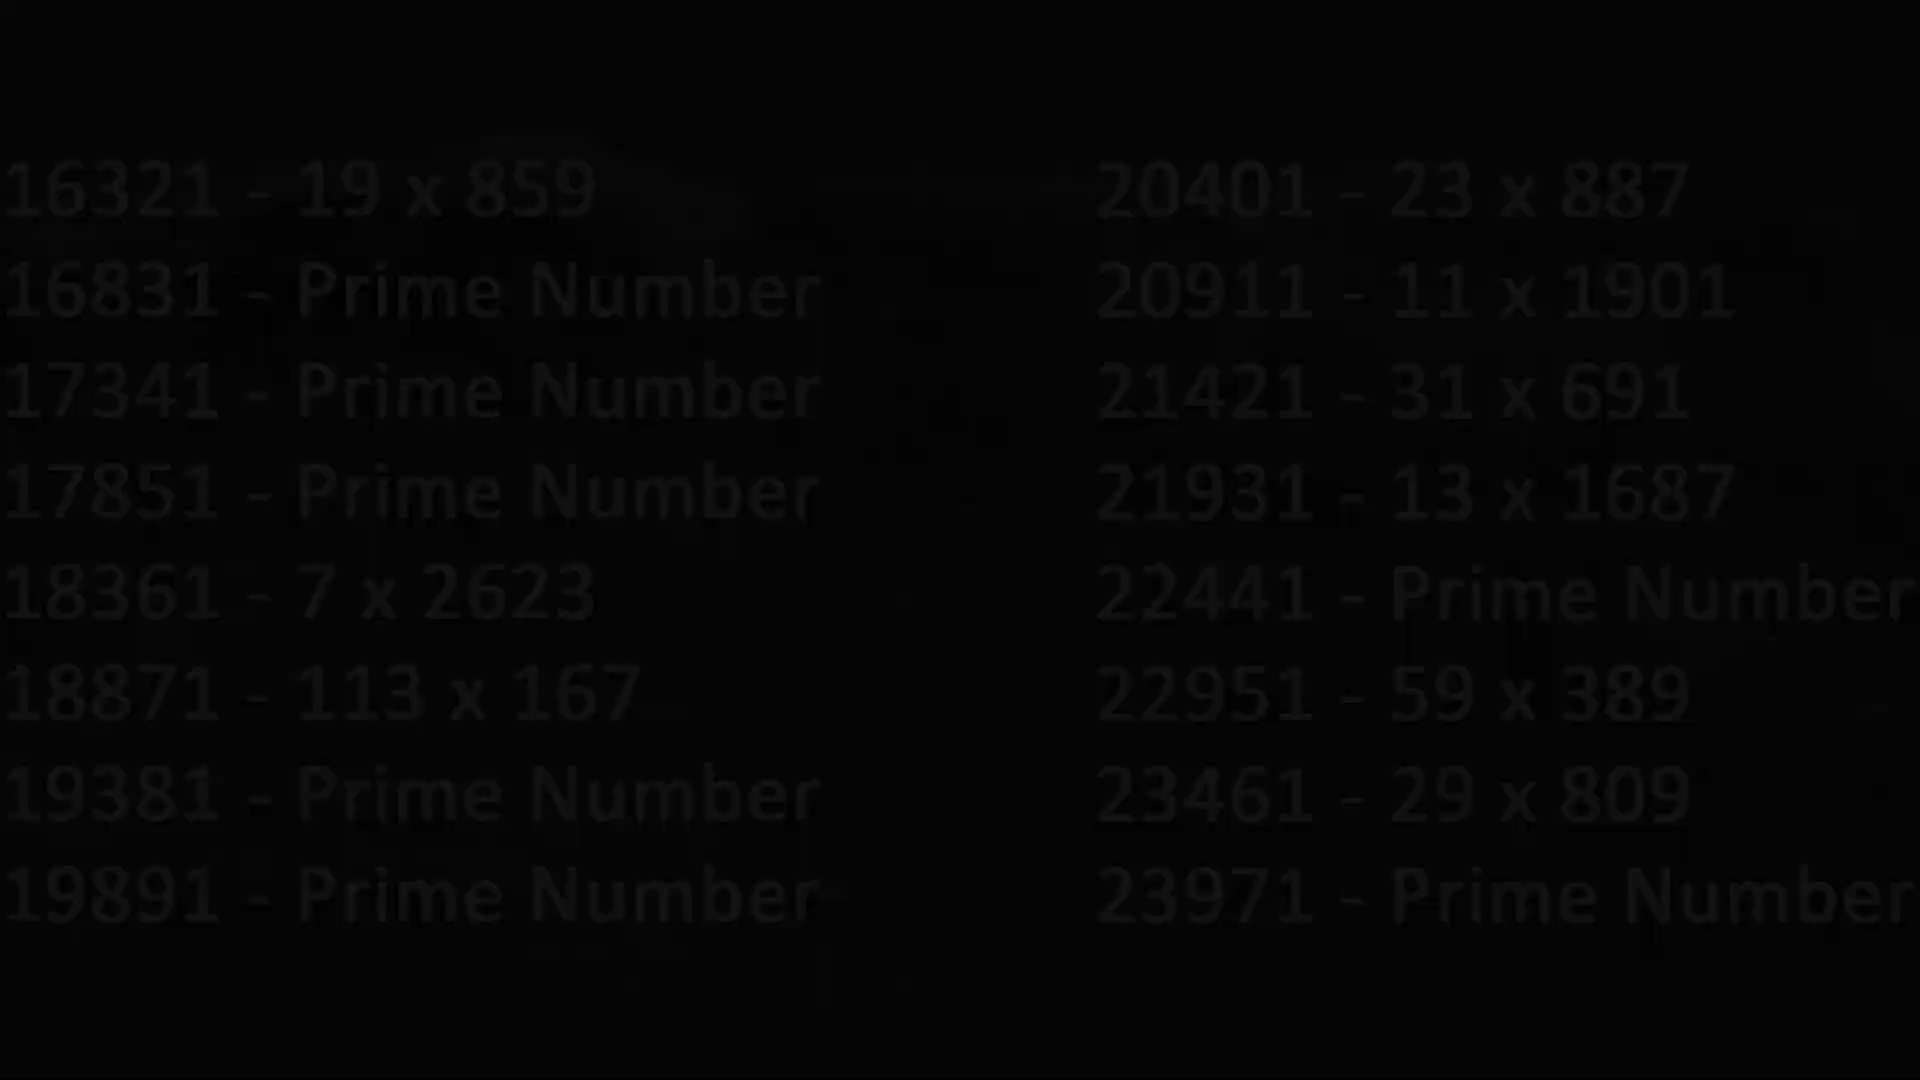 16321 - 19 x 859
16831 - Prime Number
17341 - Prime Number
17851 - Prime Number
18361 - 7 x 2623
18871 - 113 x 167
19381 - Prime Number
19891 - Prime Number
20401 - 23 x 887
20911 - 11 x 1901
21421 - 31 x 691
21931 - 13 x 1687
22441 - Prime Number
22951 - 59 x 389
23461 - 29 x 809
23971 - Prime Number